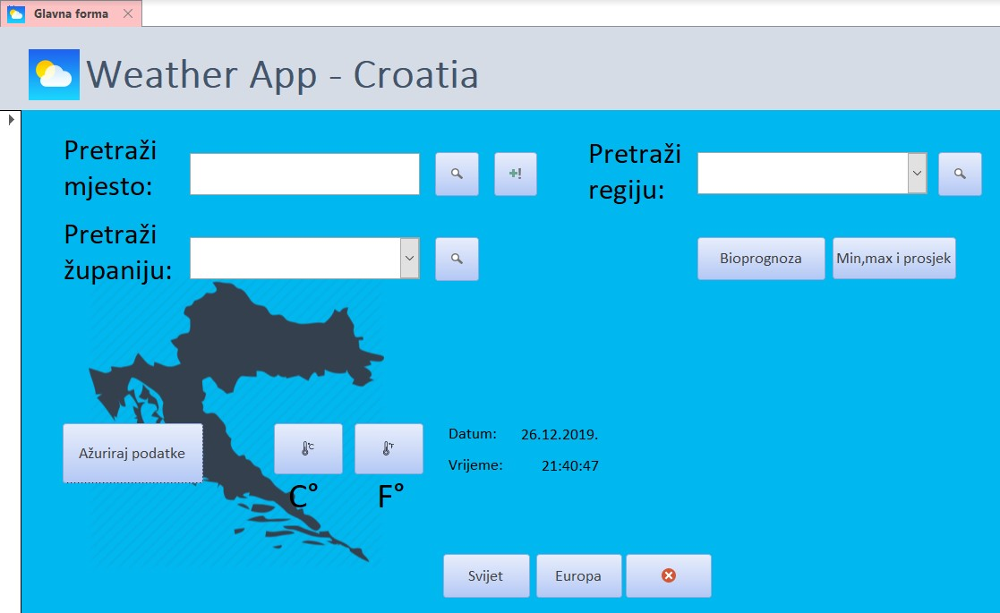 Glavna forma
Weather App - Croatia
Pretraži
mjesto:
+!
Pretraži
regiju:
Pretraži
županiju:
Bioprognoza
Min,max i prosjek
Ažuriraj podatke
°C
°F
Datum: 26.12.2019.
Vrijeme: 21:40:47
C°
F°
Svijet
Europa